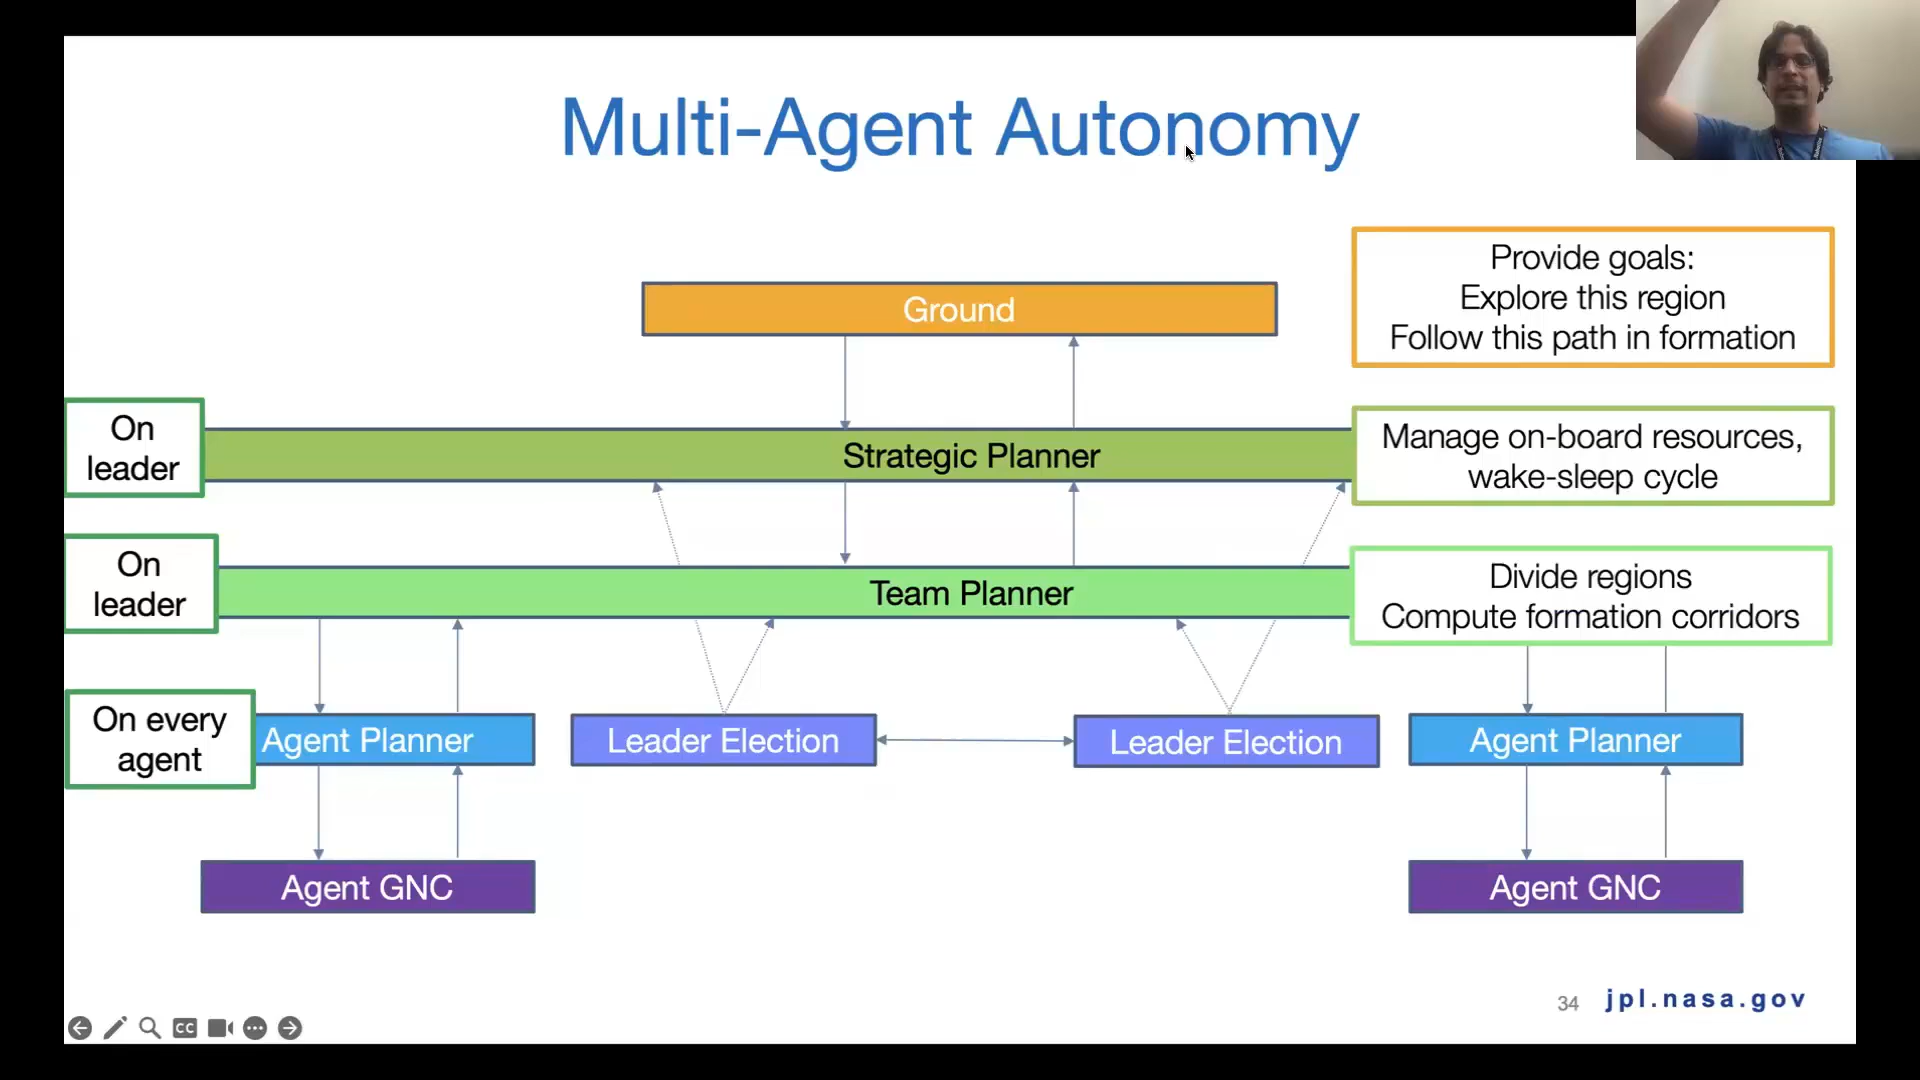 Multi-Agent Autonomy
Provide goals:
Explore this region
Follow this path in formation
Ground
On
leader
Strategic Planner
Manage on-board resources,
wake-sleep cycle
On
leader
Team Planner
Divide regions
Compute formation corridors
On every
agent
Agent Planner
Leader Election
Leader Election
Agent Planner
Agent GNC
Agent GNC
34
jpl.nasa.gov
CC